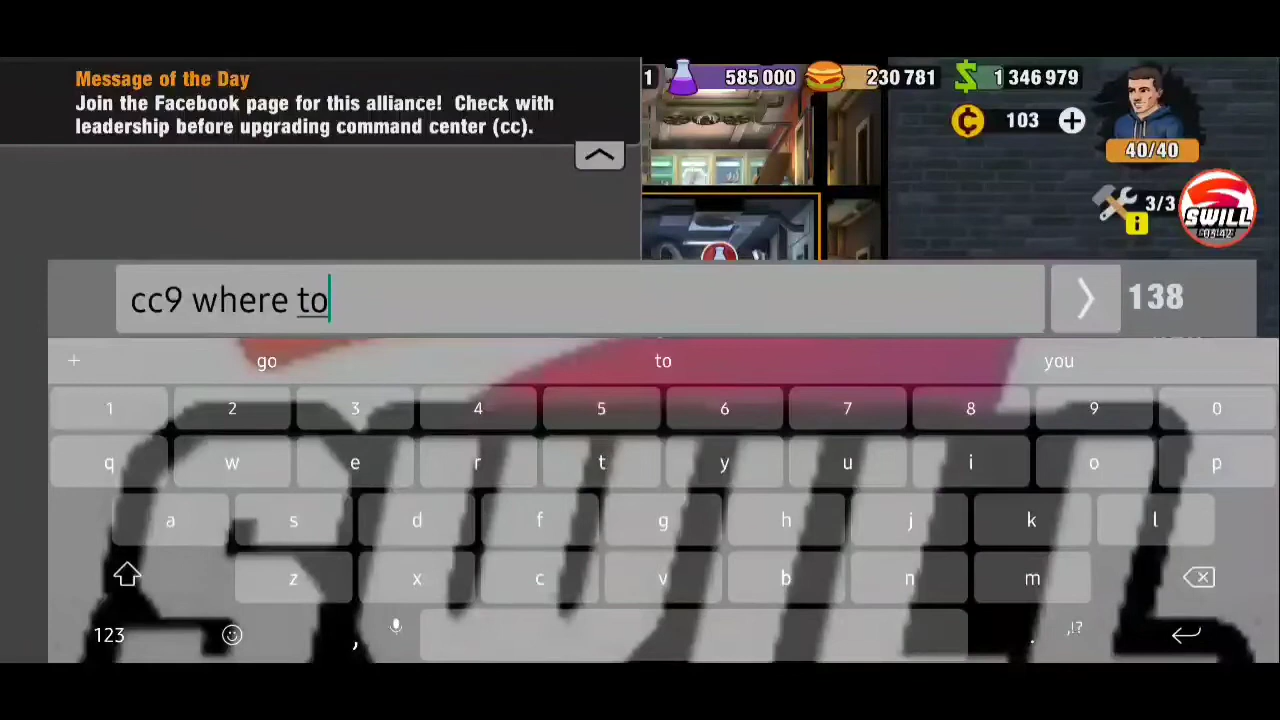 Message of the Day
Join the Facebook page for this alliance! Check with
leadership before upgrading command center (cc).
1 585 000 230 781 1 346 979
103 +
40/40
3/3
i
SWILL
cc9 where to
138
+ go to you
1 2 3 4 5 6 7 8 9 0
q w e r t y u i o p
a s d f g h j k l
z x c v b n m
123 , . ,!?
SWILL